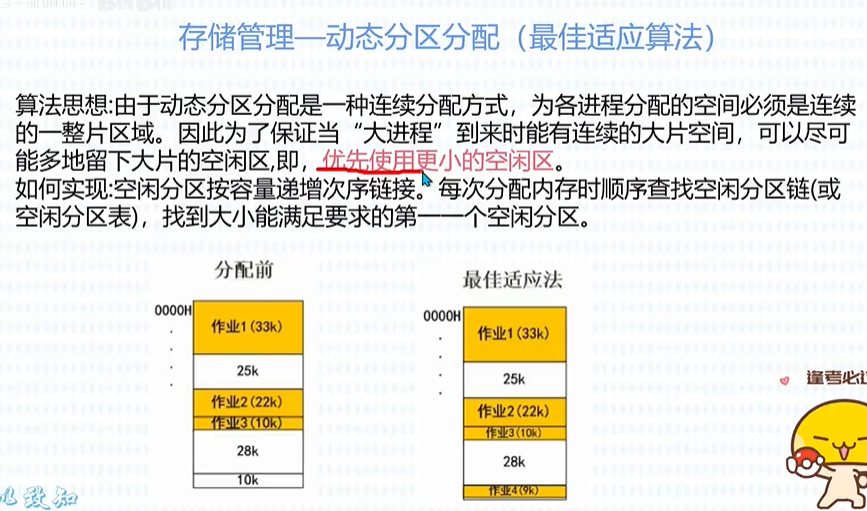 存储管理—动态分区分配（最佳适应算法）
算法思想:由于动态分区分配是一种连续分配方式，为各进程分配的空间必须是连续
的一整片区域。因此为了保证当“大进程”到来时能有连续的大片空间，可以尽可
能多地留下大片的空闲区,即，优先使用更小的空闲区。
如何实现:空闲分区按容量递增次序链接。每次分配内存时顺序查找空闲分区链(或
空闲分区表)，找到大小能满足要求的第一一个空闲分区。
分配前
0000H
作业1(33k)
25k
作业2(22k)
作业3(10k)
28k
10k
最佳适应法
0000H
作业1(33k)
25k
作业2(22k)
作业3(10k)
28k
作业4(9k)
逢考必过
以致知